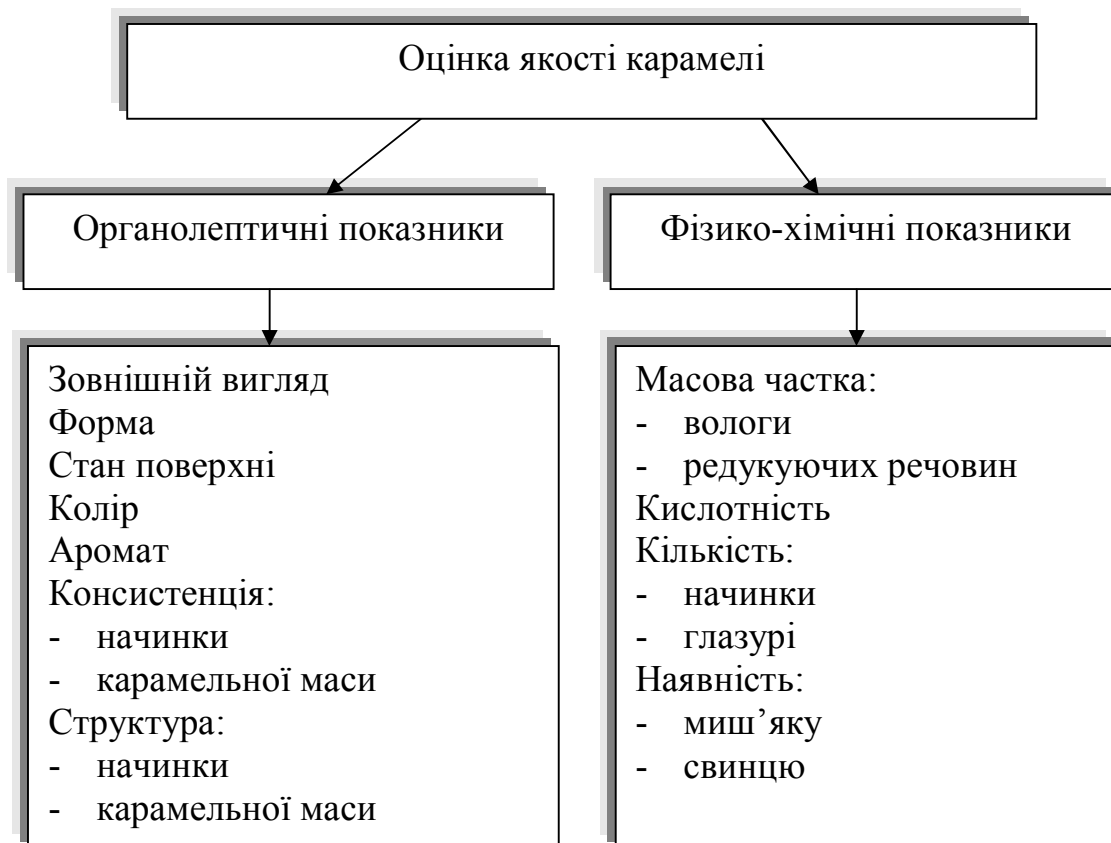 Оцінка якості карамелі
Органолептичні показники
Фізико-хімічні показники
Зовнішній вигляд
Форма
Стан поверхні
Колір
Аромат
Консистенція:
- начинки
- карамельної маси
Структура:
- начинки
- карамельної маси
Масова частка:
- вологи
- редукуючих речовин
Кислотність
Кількість:
- начинки
- глазурі
Наявність:
- миш’яку
- свинцю